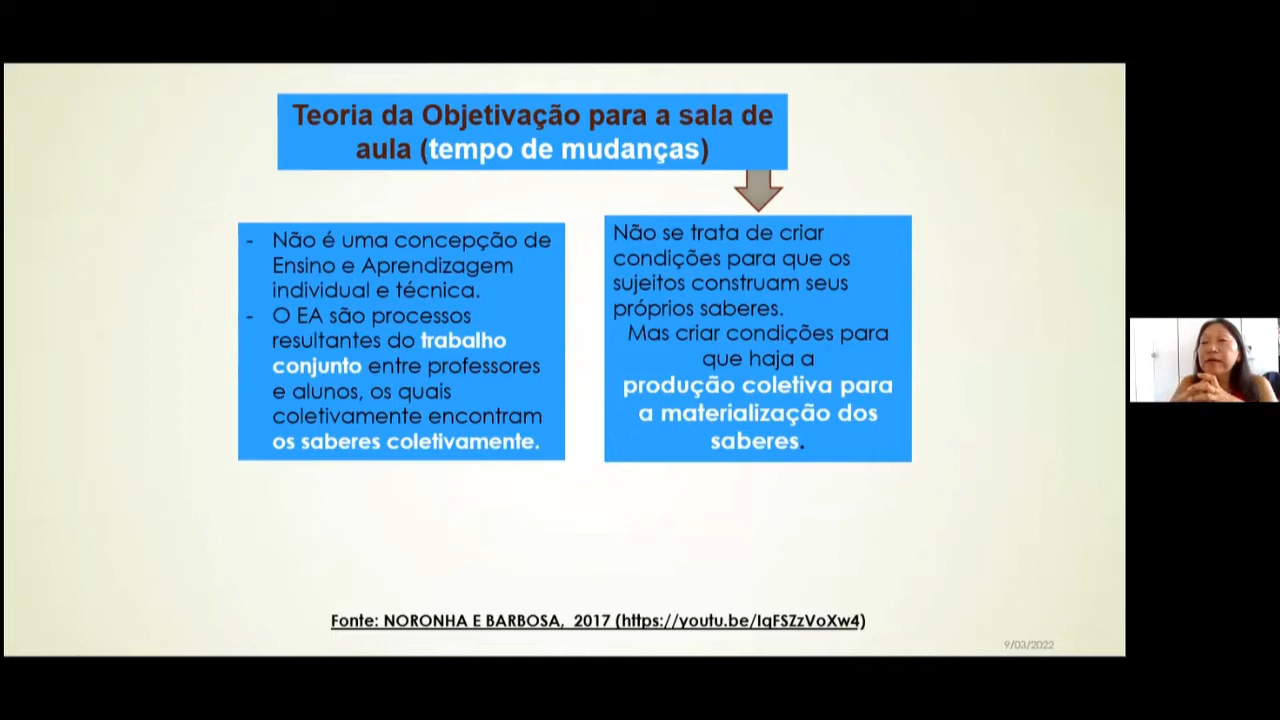 Teoria da Objetivação para a sala de
aula (tempo de mudanças)
- Não é uma concepção de
Ensino e Aprendizagem
individual e técnica.
- O EA são processos
resultantes do trabalho
conjunto entre professores
e alunos, os quais
coletivamente encontram
os saberes coletivamente.
Não se trata de criar
condições para que os
sujeitos construam seus
próprios saberes.
Mas criar condições para
que haja a
produção coletiva para
a materialização dos
saberes.
Fonte: NORONHA E BARBOSA, 2017 (https://youtu.be/IqFSZzVoXw4)
9/03/2022